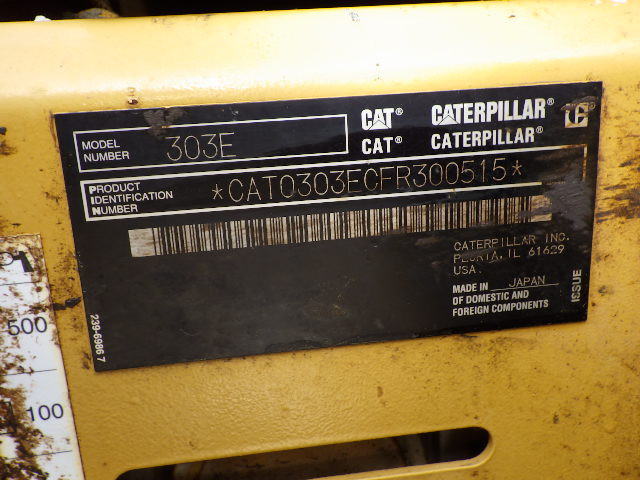 CAT® CATERPILLAR®
CAT® CATERPILLAR®
MODEL NUMBER 303E
PRODUCT IDENTIFICATION NUMBER *CAT0303ECFR300515*
CATERPILLAR INC.
PEORIA, IL 61629
USA.
MADE IN JAPAN
OF DOMESTIC AND
FOREIGN COMPONENTS
ISSUE
239-6986 7
500
100